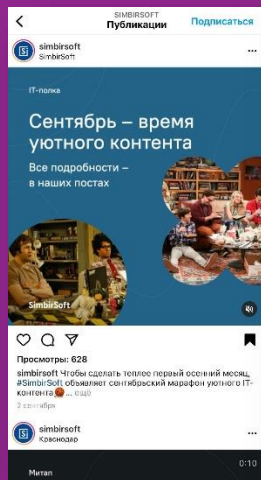 SIMBIRSOFT
Публикации
Подписаться
simbirsoft
SimbirSoft
IT-полка
Сентябрь – время
уютного контента
Все подробности –
в наших постах
SimbirSoft
Просмотры: 628
simbirsoft Чтобы сделать теплее первый осенний месяц,
#SimbirSoft объявляет сентябрьский марафон уютного IT-
контента ... ещё
2 сентября
simbirsoft
Краснодар
0:10
Митап